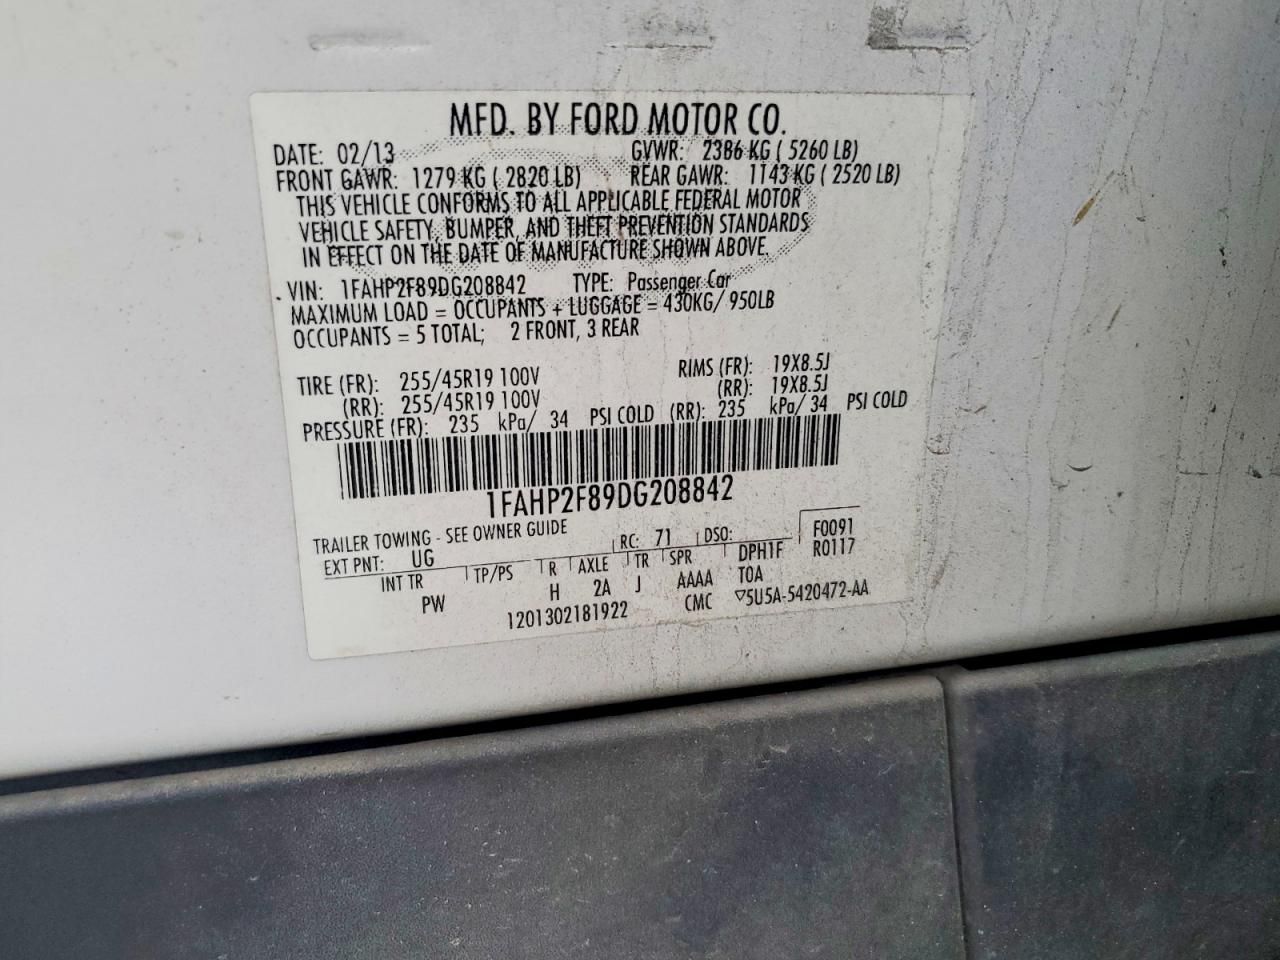 MFD. BY FORD MOTOR CO.
DATE: 02/13 GVWR: 2386 KG ( 5260 LB)
FRONT GAWR: 1279 KG ( 2820 LB) REAR GAWR: 1143 KG ( 2520 LB)
THIS VEHICLE CONFORMS TO ALL APPLICABLE FEDERAL MOTOR
VEHICLE SAFETY, BUMPER, AND THEFT PREVENTION STANDARDS
IN EFFECT ON THE DATE OF MANUFACTURE SHOWN ABOVE.
VIN: 1FAHP2F89DG208842 TYPE: Passenger Car
MAXIMUM LOAD = OCCUPANTS + LUGGAGE = 430KG/ 950LB
OCCUPANTS = 5 TOTAL; 2 FRONT, 3 REAR
TIRE (FR): 255/45R19 100V RIMS (FR): 19X8.5J
(RR): 255/45R19 100V (RR): 19X8.5J
PRESSURE (FR): 235 kPa/ 34 PSI COLD (RR): 235 kPa/ 34 PSI COLD
1FAHP2F89DG208842
TRAILER TOWING - SEE OWNER GUIDE
EXT PNT: UG RC: 71 DSO: F0091
INT TR TP/PS R AXLE TR SPR DPH1F R0117
PW H 2A J AAAA T0A
1201302181922 CMC ▽5U5A-5420472-AA